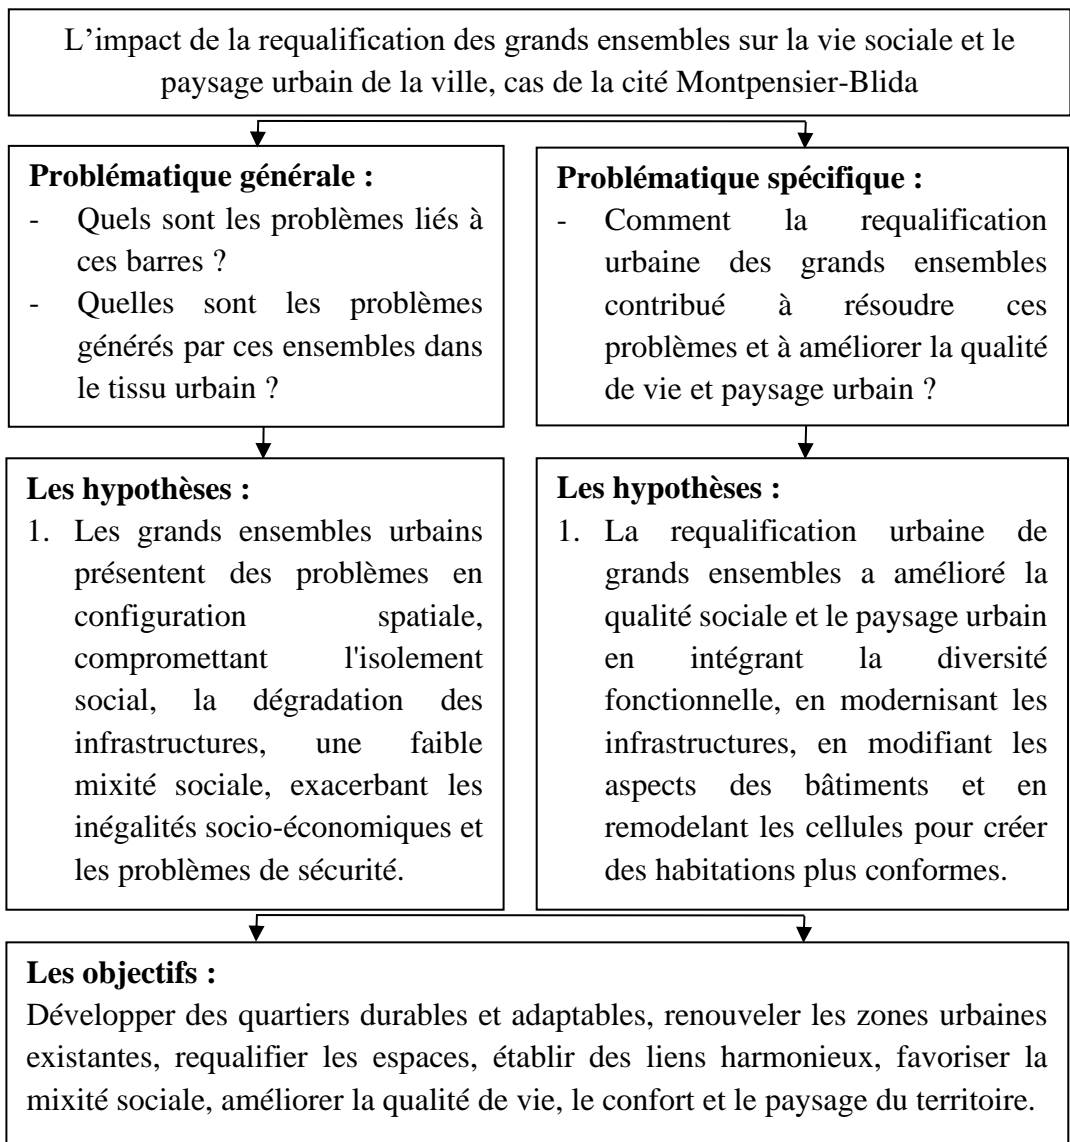 L’impact de la requalification des grands ensembles sur la vie sociale et le
paysage urbain de la ville, cas de la cité Montpensier-Blida
Problématique générale :
- Quels sont les problèmes liés à
ces barres ?
- Quelles sont les problèmes
générés par ces ensembles dans
le tissu urbain ?
Problématique spécifique :
- Comment la requalification
urbaine des grands ensembles
contribué à résoudre ces
problèmes et à améliorer la qualité
de vie et paysage urbain ?
Les hypothèses :
1. Les grands ensembles urbains
présentent des problèmes en
configuration spatiale,
compromettant l'isolement
social, la dégradation des
infrastructures, une faible
mixité sociale, exacerbant les
inégalités socio-économiques et
les problèmes de sécurité.
Les hypothèses :
1. La requalification urbaine de
grands ensembles a amélioré la
qualité sociale et le paysage urbain
en intégrant la diversité
fonctionnelle, en modernisant les
infrastructures, en modifiant les
aspects des bâtiments et en
remodelant les cellules pour créer
des habitations plus conformes.
Les objectifs :
Développer des quartiers durables et adaptables, renouveler les zones urbaines
existantes, requalifier les espaces, établir des liens harmonieux, favoriser la
mixité sociale, améliorer la qualité de vie, le confort et le paysage du territoire.